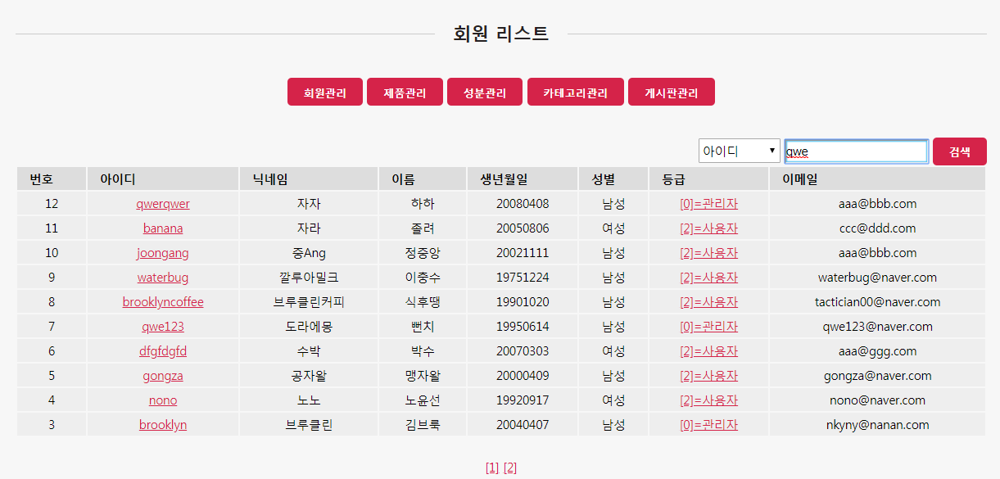 회원 리스트
회원관리 제품관리 성분관리 카테고리관리 게시판관리
아이디 qwe 검색
번호 아이디 닉네임 이름 생년월일 성별 등급 이메일
12 qwerqwer 자자 하하 20080408 남성 [0]=관리자 aaa@bbb.com
11 banana 자라 졸려 20050806 여성 [2]=사용자 ccc@ddd.com
10 joongang 중Ang 정중앙 20021111 남성 [2]=사용자 aaa@bbb.com
9 waterbug 깔루아밀크 이중수 19751224 남성 [2]=사용자 waterbug@naver.com
8 brooklyncoffee 브루클린커피 식후땡 19901020 남성 [2]=사용자 tactician00@naver.com
7 qwe123 도라에몽 뻔치 19950614 남성 [0]=관리자 qwe123@naver.com
6 dfgfdgfd 수박 박수 20070303 여성 [2]=사용자 aaa@ggg.com
5 gongza 공자왈 맹자왈 20000409 남성 [2]=사용자 gongza@naver.com
4 nono 노노 노윤선 19920917 여성 [2]=사용자 nono@naver.com
3 brooklyn 브루클린 김브룩 20040407 남성 [0]=관리자 nkyny@nanan.com
[1] [2]